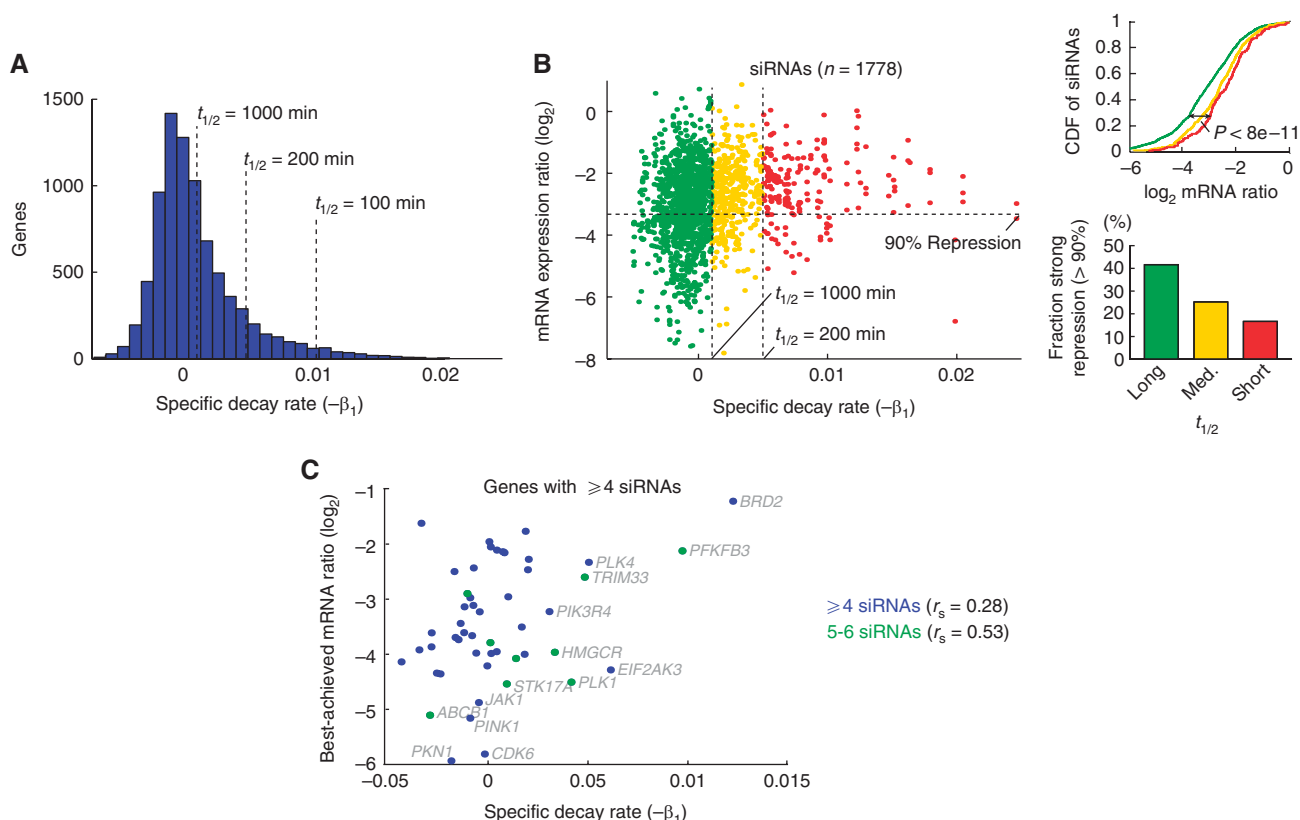 A
1500
1000
500
0
Genes
t1/2 = 1000 min
t1/2 = 200 min
t1/2 = 100 min
0
0.01
0.02
Specific decay rate (–β1)
B
siRNAs (n = 1778)
0
–2
–4
–6
–8
mRNA expression ratio (log2)
90% Repression
t1/2 = 1000 min
t1/2 = 200 min
0
0.01
0.02
Specific decay rate (–β1)
1
0.8
0.6
0.4
0.2
0
CDF of siRNAs
P < 8e–11
–6
–4
–2
0
log2 mRNA ratio
(%)
50
40
30
20
10
0
Fraction strong
repression (> 90%)
Long
Med.
Short
t1/2
C
Genes with ⩾4 siRNAs
–1
–2
–3
–4
–5
–6
Best-achieved mRNA ratio (log2)
BRD2
PFKFB3
PLK4
TRIM33
PIK3R4
HMGCR
EIF2AK3
STK17A
PLK1
JAK1
ABCB1
PINK1
PKN1
CDK6
–0.05
0
0.05
0.01
0.015
Specific decay rate (–β1)
⩾4 siRNAs (rs = 0.28)
5-6 siRNAs (rs = 0.53)